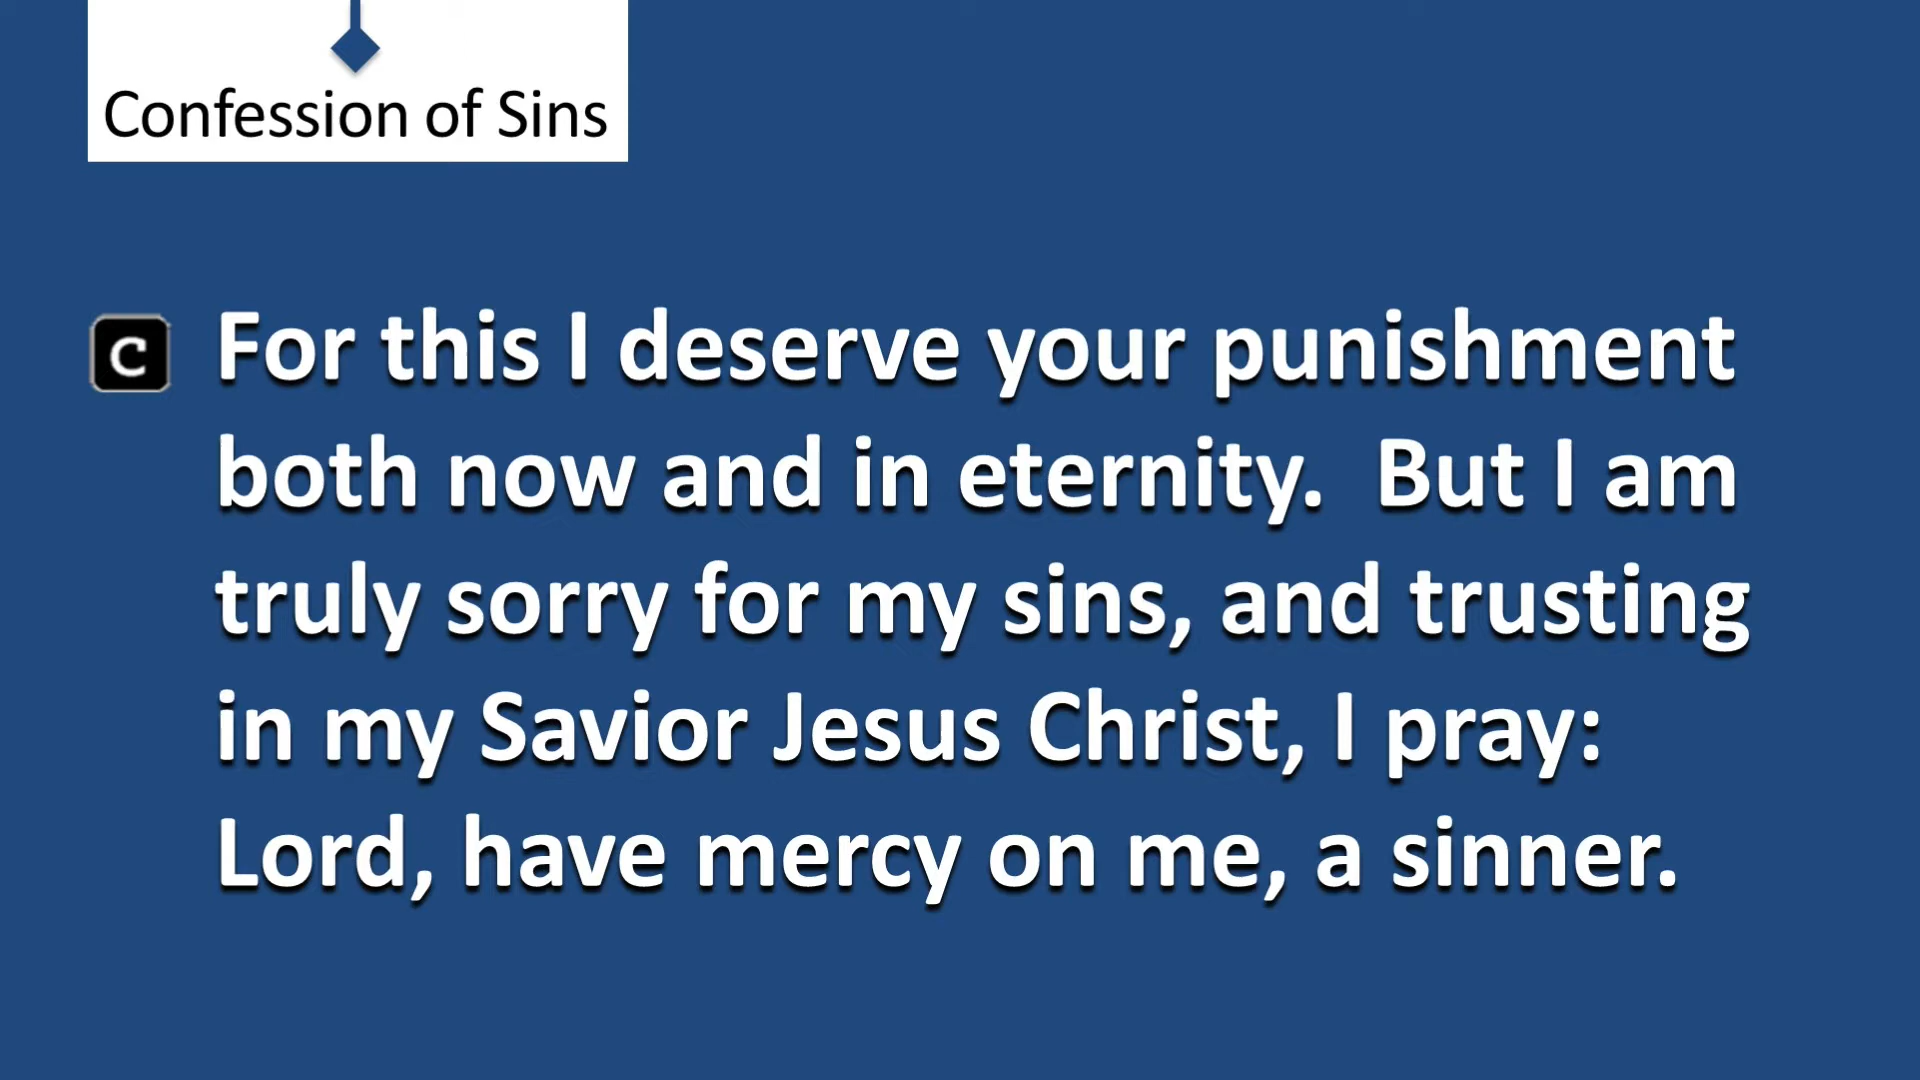 Confession of Sins
C For this I deserve your punishment
both now and in eternity.  But I am
truly sorry for my sins, and trusting
in my Savior Jesus Christ, I pray:
Lord, have mercy on me, a sinner.